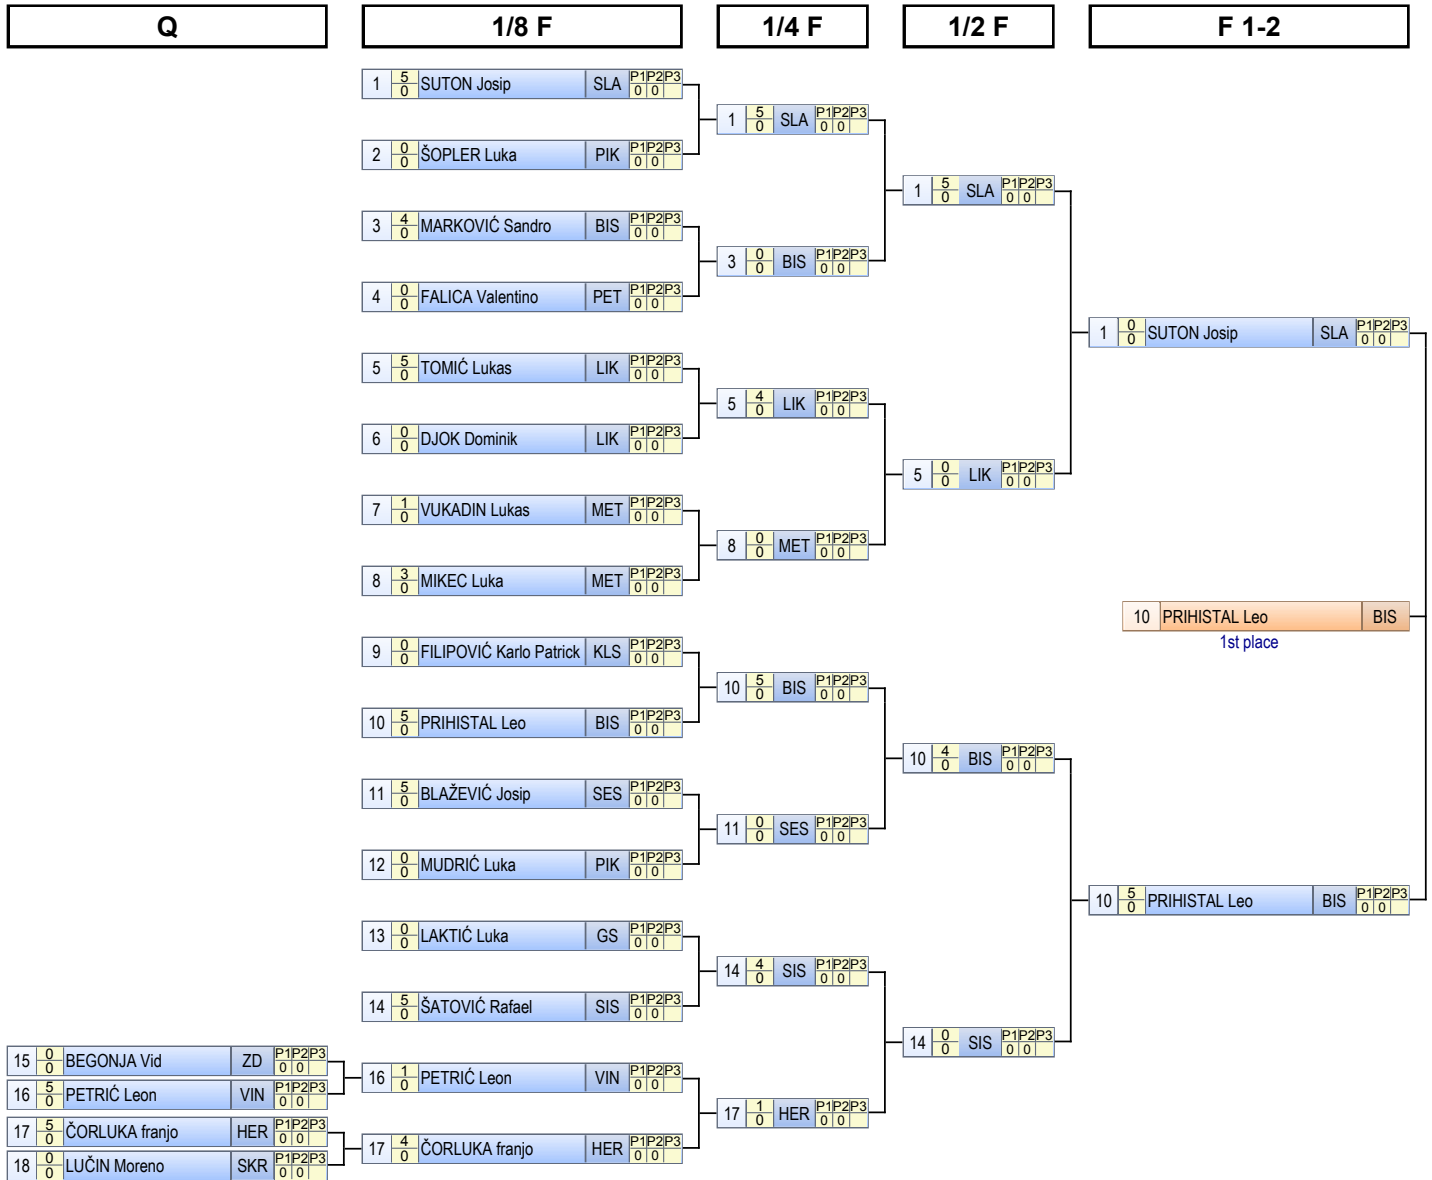 Q 1/8 F 1/4 F 1/2 F F 1-2
1 5 0 SUTON Josip SLA P1 P2 P3 0 0
1 5 0 SLA P1 P2 P3 0 0
2 0 0 ŠOPLER Luka PIK P1 P2 P3 0 0
1 5 0 SLA P1 P2 P3 0 0
3 4 0 MARKOVIĆ Sandro BIS P1 P2 P3 0 0
3 0 0 BIS P1 P2 P3 0 0
4 0 0 FALICA Valentino PET P1 P2 P3 0 0
1 0 0 SUTON Josip SLA P1 P2 P3 0 0
5 5 0 TOMIĆ Lukas LIK P1 P2 P3 0 0
5 4 0 LIK P1 P2 P3 0 0
6 0 0 DJOK Dominik LIK P1 P2 P3 0 0
5 0 0 LIK P1 P2 P3 0 0
7 1 0 VUKADIN Lukas MET P1 P2 P3 0 0
8 0 0 MET P1 P2 P3 0 0
8 3 0 MIKEC Luka MET P1 P2 P3 0 0
10 PRIHISTAL Leo BIS
1st place
9 0 0 FILIPOVIĆ Karlo Patrick KLS P1 P2 P3 0 0
10 5 0 BIS P1 P2 P3 0 0
10 5 0 PRIHISTAL Leo BIS P1 P2 P3 0 0
10 4 0 BIS P1 P2 P3 0 0
11 5 0 BLAŽEVIĆ Josip SES P1 P2 P3 0 0
11 0 0 SES P1 P2 P3 0 0
12 0 0 MUDRIĆ Luka PIK P1 P2 P3 0 0
10 5 0 PRIHISTAL Leo BIS P1 P2 P3 0 0
13 0 0 LAKTIĆ Luka GS P1 P2 P3 0 0
14 4 0 SIS P1 P2 P3 0 0
14 5 0 ŠATOVIĆ Rafael SIS P1 P2 P3 0 0
14 0 0 SIS P1 P2 P3 0 0
15 0 0 BEGONJA Vid ZD P1 P2 P3 0 0
16 1 0 PETRIĆ Leon VIN P1 P2 P3 0 0
16 5 0 PETRIĆ Leon VIN P1 P2 P3 0 0
17 1 0 HER P1 P2 P3 0 0
17 5 0 ČORLUKA franjo HER P1 P2 P3 0 0
17 4 0 ČORLUKA franjo HER P1 P2 P3 0 0
18 0 0 LUČIN Moreno SKR P1 P2 P3 0 0